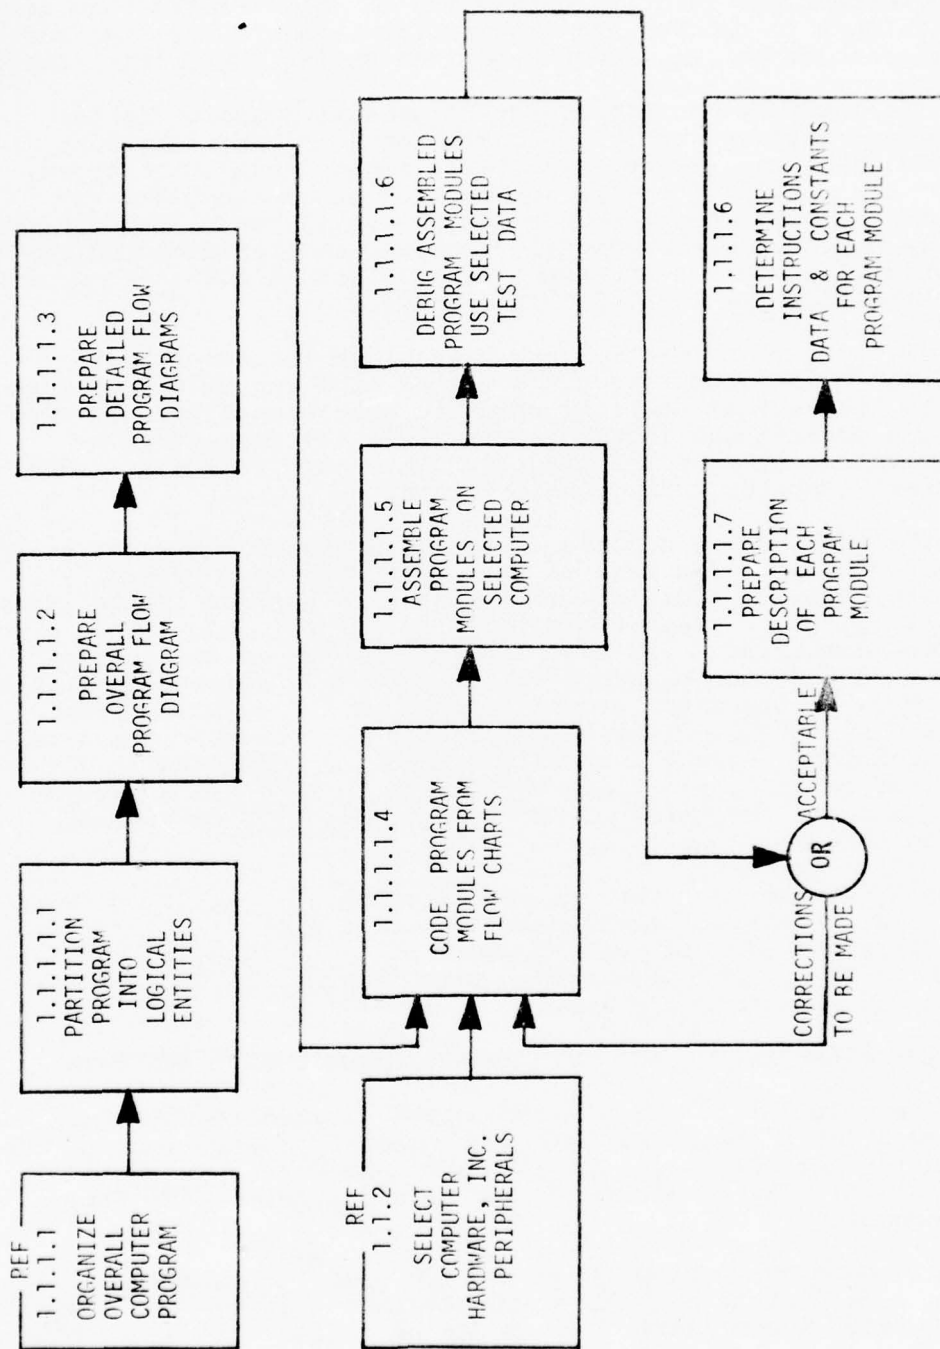 REF
1.1.1.1
ORGANIZE
OVERALL
COMPUTER
PROGRAM
1.1.1.1.1
PARTITION
PROGRAM
INTO
LOGICAL
ENTITIES
1.1.1.1.2
PREPARE
OVERALL
PROGRAM FLOW
DIAGRAM
1.1.1.1.3
PREPARE
DETAILED
PROGRAM FLOW
DIAGRAMS
REF
1.1.2
SELECT
COMPUTER
HARDWARE, INC.
PERIPHERALS
1.1.1.1.4
CODE PROGRAM
MODULES FROM
FLOW CHARTS
1.1.1.1.5
ASSEMBLE
PROGRAM
MODULES ON
SELECTED
COMPUTER
1.1.1.1.6
DEBUG ASSEMBLED
PROGRAM MODULES
USE SELECTED
TEST DATA
CORRECTIONS
TO BE MADE
OR
ACCEPTABLE
1.1.1.1.7
PREPARE
DESCRIPTION
OF EACH
PROGRAM
MODULE
1.1.1.6
DETERMINE
INSTRUCTIONS
DATA & CONSTANTS
FOR EACH
PROGRAM MODULE